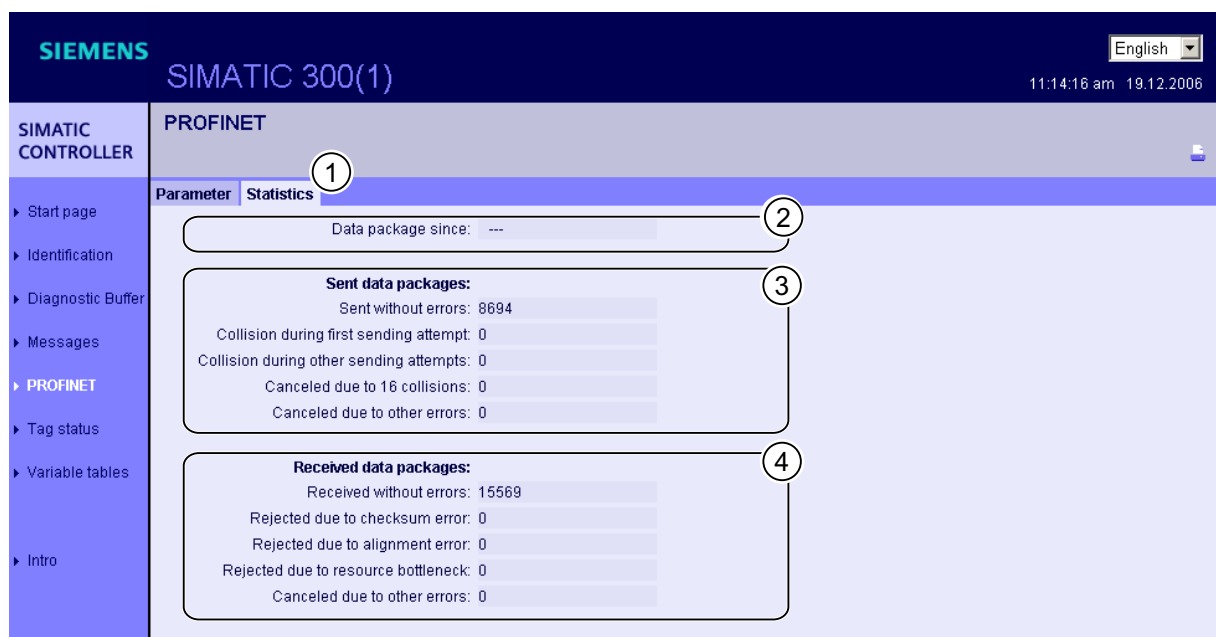 SIEMENS
SIMATIC 300(1)
English
11:14:16 am 19.12.2006
SIMATIC
CONTROLLER
PROFINET
1
Parameter Statistics
Start page
Identification
Diagnostic Buffer
Messages
PROFINET
Tag status
Variable tables
Intro
2
Data package since: ---
3
Sent data packages:
Sent without errors: 8694
Collision during first sending attempt: 0
Collision during other sending attempts: 0
Canceled due to 16 collisions: 0
Canceled due to other errors: 0
4
Received data packages:
Received without errors: 15569
Rejected due to checksum error: 0
Rejected due to alignment error: 0
Rejected due to resource bottleneck: 0
Canceled due to other errors: 0